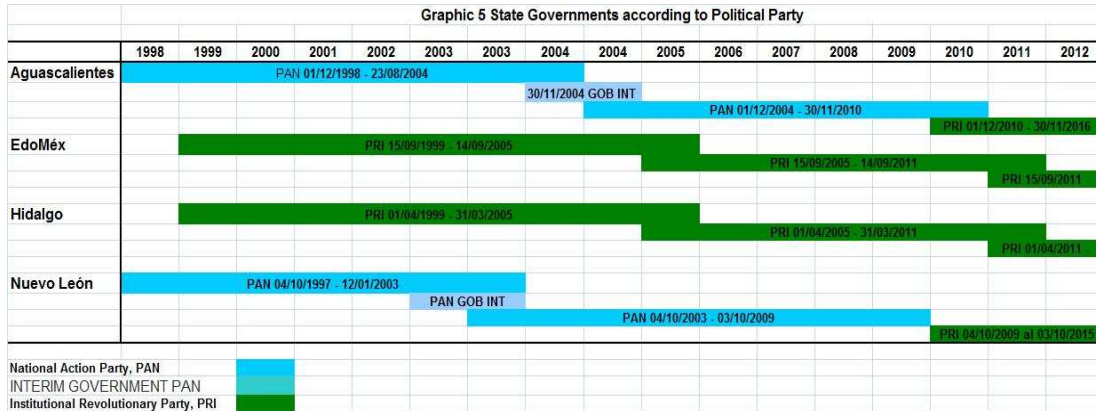 Graphic 5 State Governments according to Political Party
1998 1999 2000 2001 2002 2003 2003 2004 2004 2005 2006 2007 2008 2009 2010 2011 2012
Aguascalientes PAN 01/12/1998 - 23/08/2004
30/11/2004 GOB INT
PAN 01/12/2004 - 30/11/2010
PRI 01/12/2010 - 30/11/2016
EdoMéx PRI 15/09/1999 - 14/09/2005
PRI 15/09/2005 - 14/09/2011
PRI 15/09/2011
Hidalgo PRI 01/04/1999 - 31/03/2005
PRI 01/04/2005 - 31/03/2011
PRI 01/04/2011 -
Nuevo León PAN 04/10/1997 - 12/01/2003
PAN GOB INT
PAN 04/10/2003 - 03/10/2009
PRI 04/10/2009 al 03/10/2015
National Action Party, PAN
INTERIM GOVERNMENT PAN
Institutional Revolutionary Party, PRI